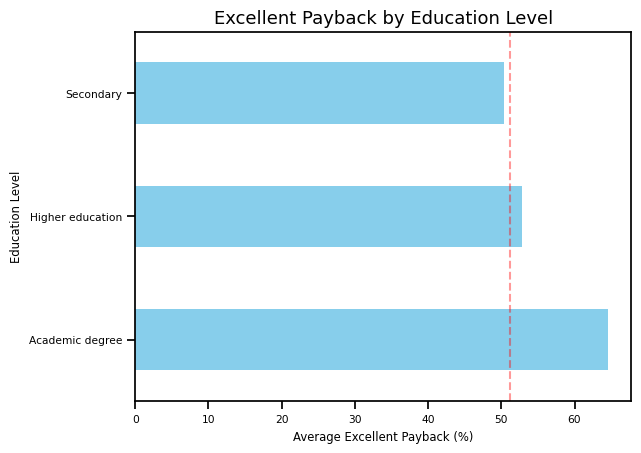 Excellent Payback by Education Level
Education Level
Secondary
Higher education
Academic degree
0 10 20 30 40 50 60
Average Excellent Payback (%)